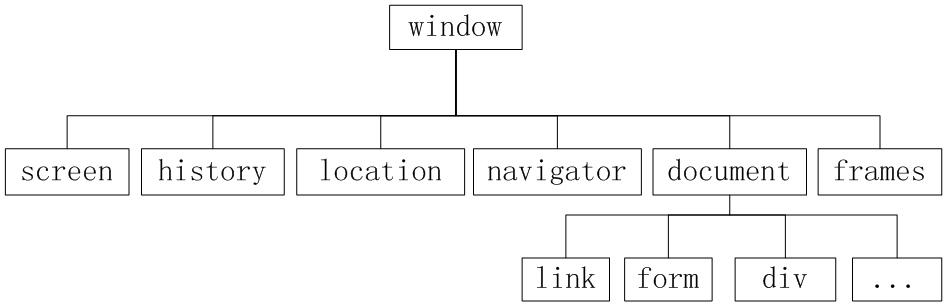 window
screen history location navigator document frames
link form div ...